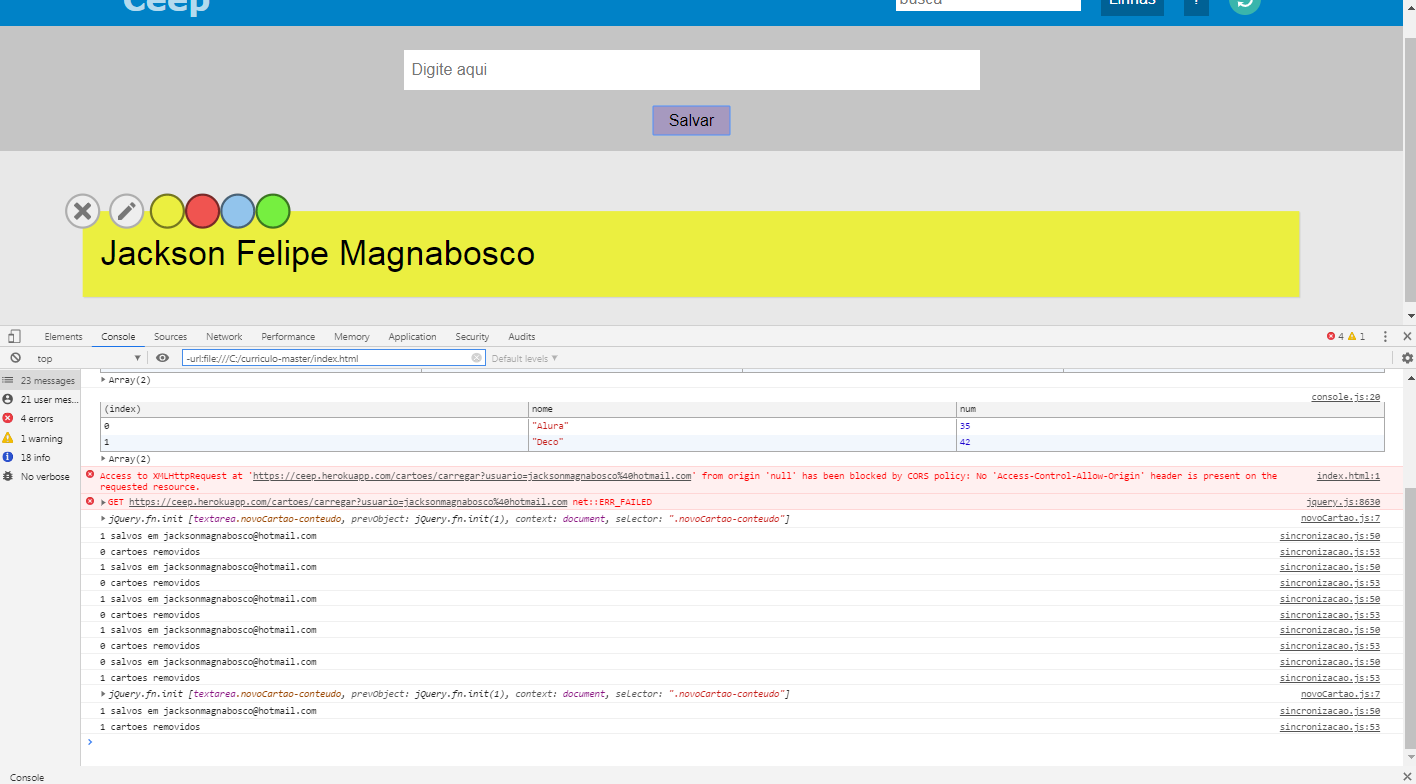 Ceep
busca
Linhas
?
Digite aqui
Salvar
Jackson Felipe Magnabosco
Elements Console Sources Network Performance Memory Application Security Audits 4 1
top -url:file:///C:/curriculo-master/index.html Default levels
23 messages
21 user mes...
4 errors
1 warning
18 info
No verbose
Array(2)
console.js:20
(index) nome num
0 "Alura" 35
1 "Deco" 42
Array(2)
Access to XMLHttpRequest at 'https://ceep.herokuapp.com/cartoes/carregar?usuario=jacksonmagnabosco%40hotmail.com' from origin 'null' has been blocked by CORS policy: No 'Access-Control-Allow-Origin' header is present on the index.html:1
requested resource.
GET https://ceep.herokuapp.com/cartoes/carregar?usuario=jacksonmagnabosco%40hotmail.com net::ERR_FAILED jquery.js:8630
jQuery.fn.init [textarea.novoCartao-conteudo, prevObject: jQuery.fn.init(1), context: document, selector: ".novoCartao-conteudo"] novoCartao.js:7
1 salvos em jacksonmagnabosco@hotmail.com sincronizacao.js:50
0 cartoes removidos sincronizacao.js:53
1 salvos em jacksonmagnabosco@hotmail.com sincronizacao.js:50
0 cartoes removidos sincronizacao.js:53
1 salvos em jacksonmagnabosco@hotmail.com sincronizacao.js:50
0 cartoes removidos sincronizacao.js:53
1 salvos em jacksonmagnabosco@hotmail.com sincronizacao.js:50
0 cartoes removidos sincronizacao.js:53
0 salvos em jacksonmagnabosco@hotmail.com sincronizacao.js:50
1 cartoes removidos sincronizacao.js:53
jQuery.fn.init [textarea.novoCartao-conteudo, prevObject: jQuery.fn.init(1), context: document, selector: ".novoCartao-conteudo"] novoCartao.js:7
1 salvos em jacksonmagnabosco@hotmail.com sincronizacao.js:50
1 cartoes removidos sincronizacao.js:53
Console